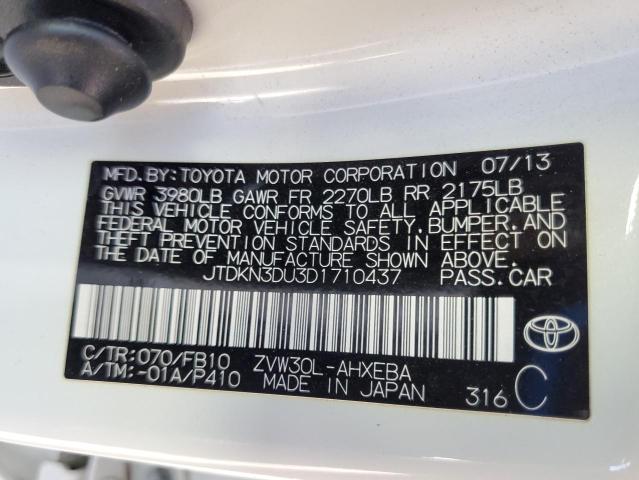 MFD.BY:TOYOTA MOTOR CORPORATION 07/13
GVWR 3980LB GAWR FR 2270LB RR 2175LB
THIS VEHICLE CONFORMS TO ALL APPLICABLE
FEDERAL MOTOR VEHICLE SAFETY,BUMPER,AND
THEFT PREVENTION STANDARDS IN EFFECT ON
THE DATE OF MANUFACTURE SHOWN ABOVE.
JTDKN3DU3D1710437 PASS.CAR
C/TR:070/FB10 ZVW30L-AHXEBA
A/TM:-01A/P410 MADE IN JAPAN 316 C